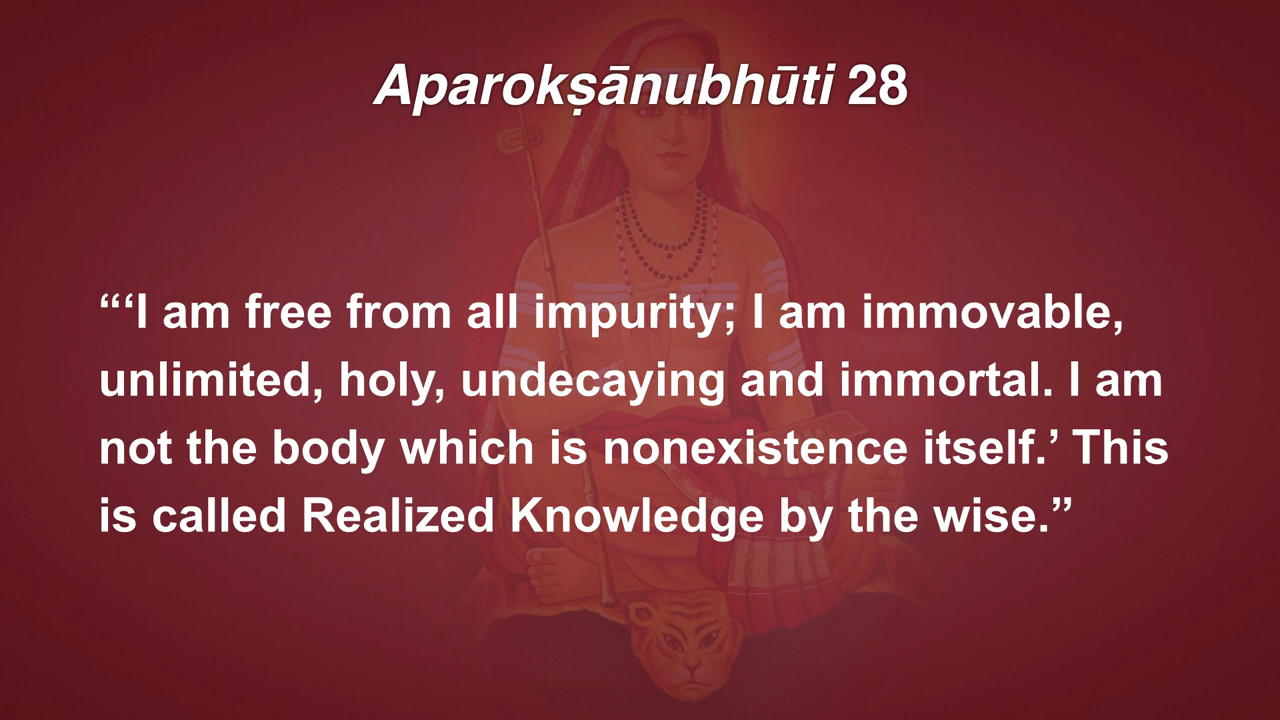 Aparokṣānubhūti 28
“‘I am free from all impurity; I am immovable,
unlimited, holy, undecaying and immortal. I am
not the body which is nonexistence itself.’ This
is called Realized Knowledge by the wise.”